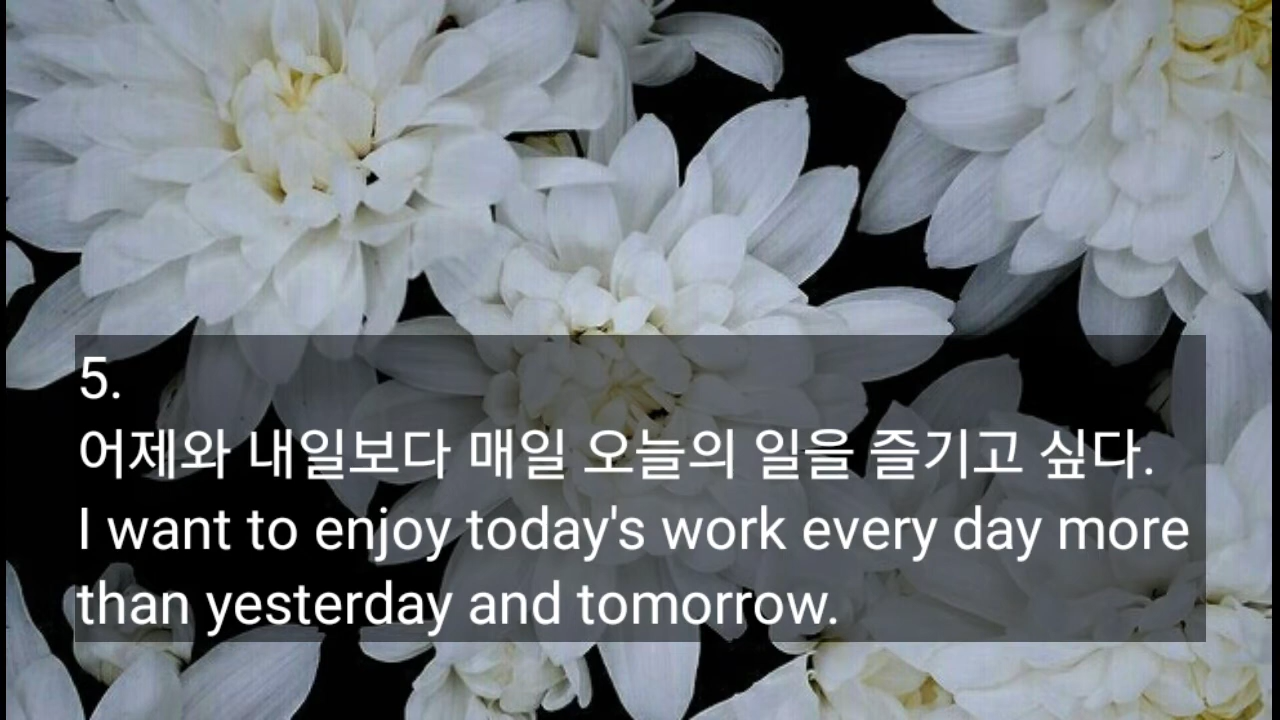 5.
어제와 내일보다 매일 오늘의 일을 즐기고 싶다.
I want to enjoy today's work every day more
than yesterday and tomorrow.